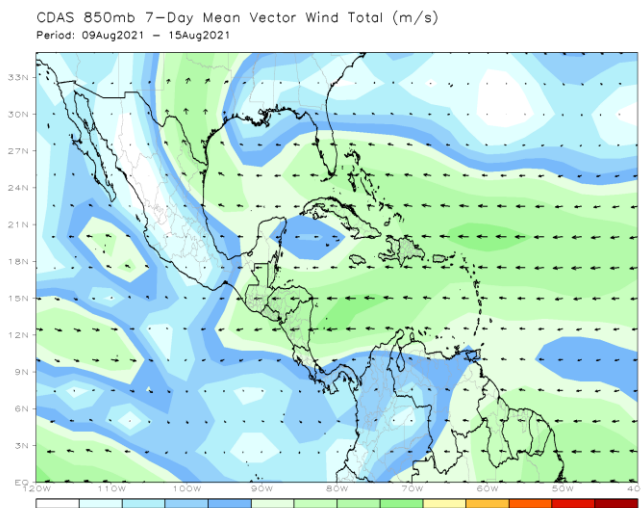 CDAS 850mb 7-Day Mean Vector Wind Total (m/s)
Period: 09Aug2021 - 15Aug2021
33N
30N
27N
24N
21N
18N
15N
12N
9N
6N
3N
EQ
120W 110W 100W 90W 80W 70W 60W 50W 40